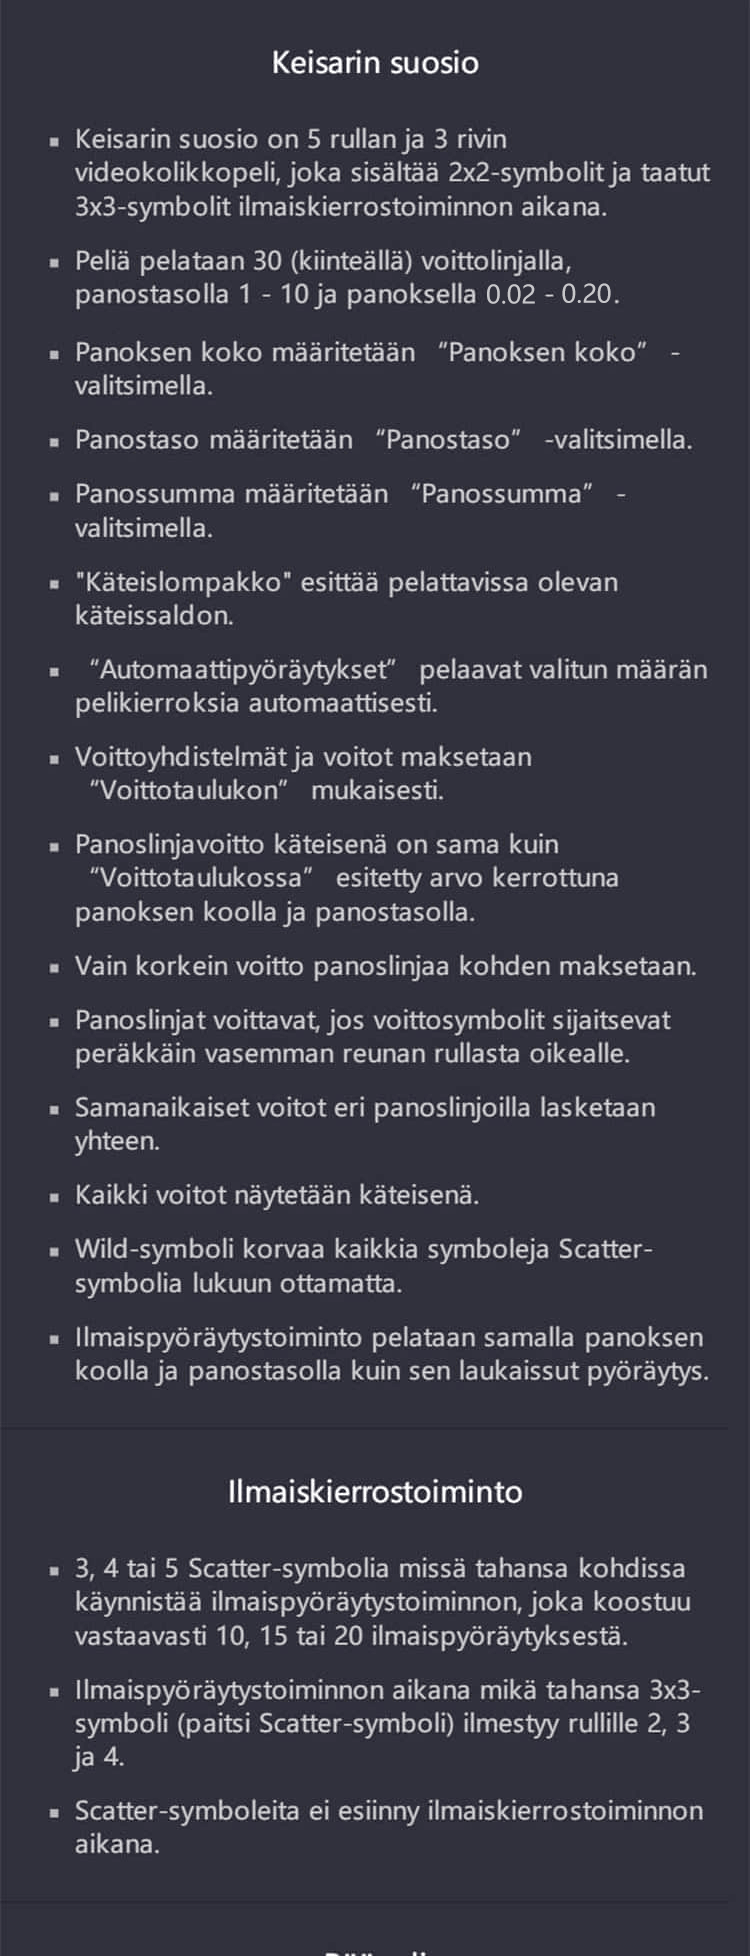 Keisarin suosio
▪ Keisarin suosio on 5 rullan ja 3 rivin
videokolikkopeli, joka sisältää 2x2-symbolit ja taatut
3x3-symbolit ilmaiskierrostoiminnon aikana.
▪ Peliä pelataan 30 (kiinteällä) voittolinjalla,
panostasolla 1 - 10 ja panoksella 0.02 - 0.20.
▪ Panoksen koko määritetään “Panoksen koko” -
valitsimella.
▪ Panostaso määritetään “Panostaso” -valitsimella.
▪ Panossumma määritetään “Panossumma” -
valitsimella.
▪ "Käteislompakko" esittää pelattavissa olevan
käteissaldon.
▪ “Automaattipyöräytykset” pelaavat valitun määrän
pelikierroksia automaattisesti.
▪ Voittoyhdistelmät ja voitot maksetaan
“Voittotaulukon” mukaisesti.
▪ Panoslinjavoitto käteisenä on sama kuin
“Voittotaulukossa” esitetty arvo kerrottuna
panoksen koolla ja panostasolla.
▪ Vain korkein voitto panoslinjaa kohden maksetaan.
▪ Panoslinjat voittavat, jos voittosymbolit sijaitsevat
peräkkäin vasemman reunan rullasta oikealle.
▪ Samanaikaiset voitot eri panoslinjoilla lasketaan
yhteen.
▪ Kaikki voitot näytetään käteisenä.
▪ Wild-symboli korvaa kaikkia symboleja Scatter-
symbolia lukuun ottamatta.
▪ Ilmaispyöräytystoiminto pelataan samalla panoksen
koolla ja panostasolla kuin sen laukaissut pyöräytys.
Ilmaiskierrostoiminto
▪ 3, 4 tai 5 Scatter-symbolia missä tahansa kohdissa
käynnistää ilmaispyöräytystoiminnon, joka koostuu
vastaavasti 10, 15 tai 20 ilmaispyöräytyksestä.
▪ Ilmaispyöräytystoiminnon aikana mikä tahansa 3x3-
symboli (paitsi Scatter-symboli) ilmestyy rullille 2, 3
ja 4.
▪ Scatter-symboleita ei esiinny ilmaiskierrostoiminnon
aikana.